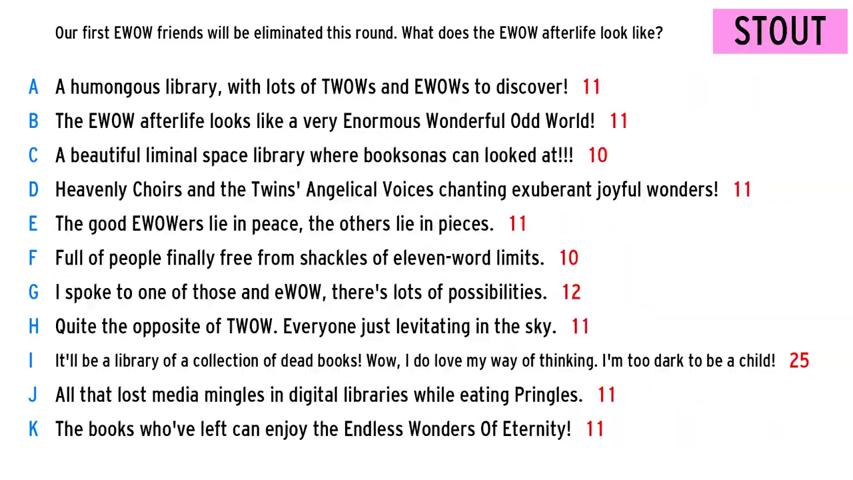 Our first EWOW friends will be eliminated this round. What does the EWOW afterlife look like?
STOUT
A A humongous library, with lots of TWOWs and EWOWs to discover! 11
B The EWOW afterlife looks like a very Enormous Wonderful Odd World! 11
C A beautiful liminal space library where booksonas can looked at!!! 10
D Heavenly Choirs and the Twins' Angelical Voices chanting exuberant joyful wonders! 11
E The good EWOWers lie in peace, the others lie in pieces. 11
F Full of people finally free from shackles of eleven-word limits. 10
G I spoke to one of those and eWOW, there's lots of possibilities. 12
H Quite the opposite of TWOW. Everyone just levitating in the sky. 11
I It'll be a library of a collection of dead books! Wow, I do love my way of thinking. I'm too dark to be a child! 25
J All that lost media mingles in digital libraries while eating Pringles. 11
K The books who've left can enjoy the Endless Wonders Of Eternity! 11